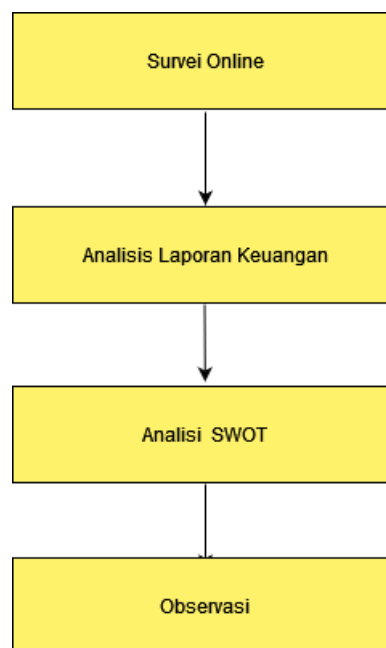 Survei Online
Analisis Laporan Keuangan
Analisi SWOT
Observasi